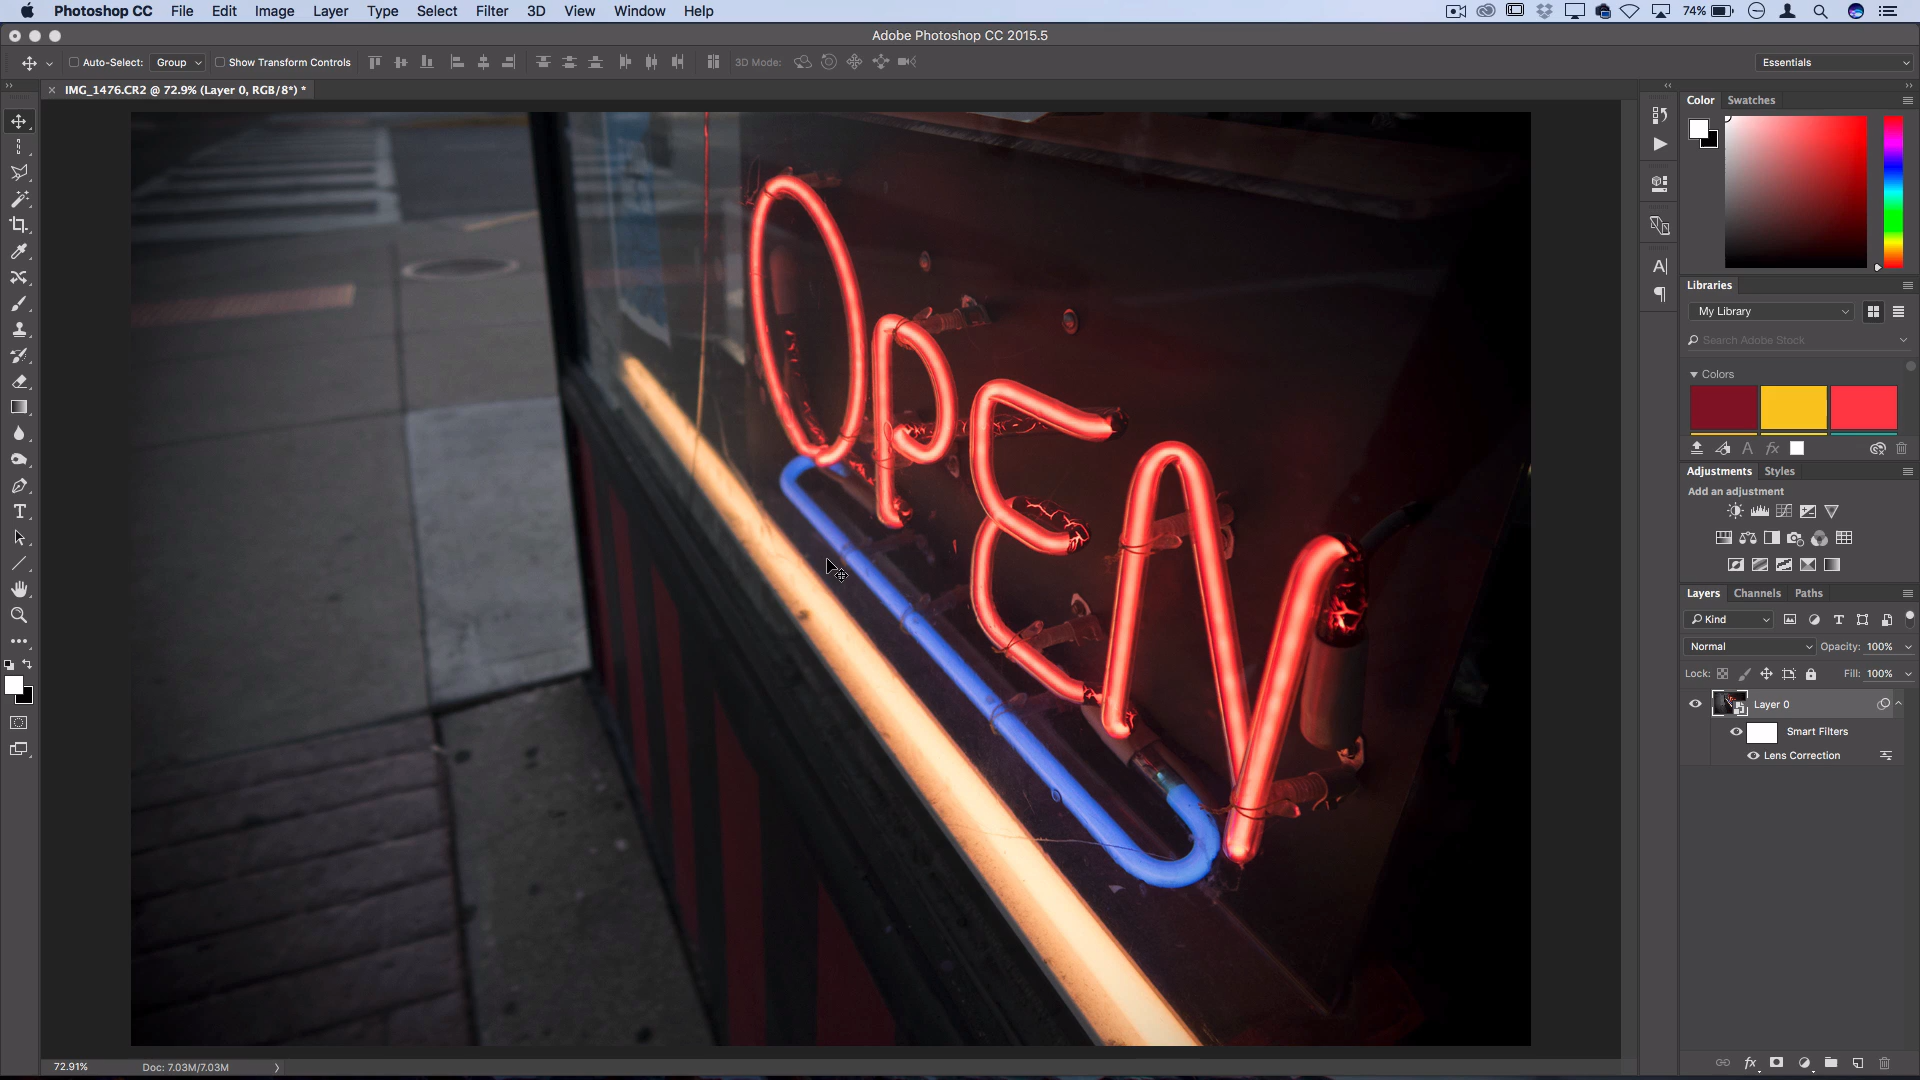 Photoshop CC File Edit Image Layer Type Select Filter 3D View Window Help 74%
Adobe Photoshop CC 2015.5
Auto-Select: Group Show Transform Controls 3D Mode: Essentials
× IMG_1476.CR2 @ 72.9% (Layer 0, RGB/8*) *
Color Swatches
OPEN
Libraries
My Library
Search Adobe Stock
Colors
Adjustments Styles
Add an adjustment
Layers Channels Paths
Kind
Normal Opacity: 100%
Lock: Fill: 100%
Layer 0
Smart Filters
Lens Correction
72.91% Doc: 7.03M/7.03M